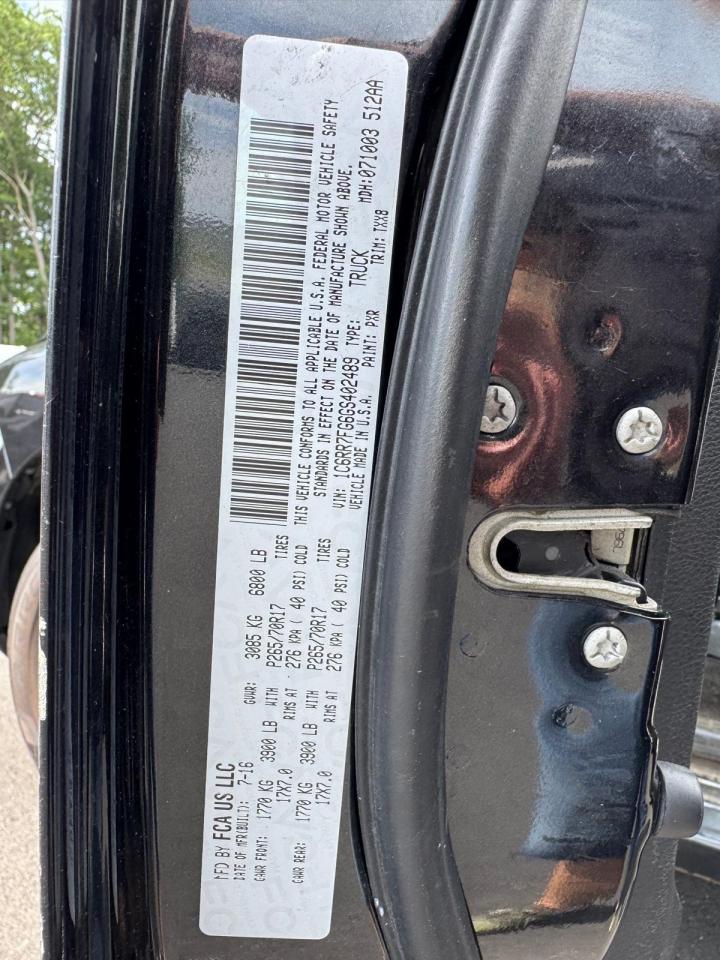 MFD BY FCA US LLC
DATE OF MFR(BUILT): 7-16
GVWR: 3085 KG 6800 LB
GAWR FRONT: 1770 KG 3900 LB WITH P265/70R17 TIRES
17X7.0 RIMS AT 276 KPA ( 40 PSI) COLD
GAWR REAR: 1770 KG 3900 LB WITH P265/70R17 TIRES
17X7.0 RIMS AT 276 KPA ( 40 PSI) COLD
THIS VEHICLE CONFORMS TO ALL APPLICABLE U.S.A. FEDERAL MOTOR VEHICLE SAFETY
STANDARDS IN EFFECT ON THE DATE OF MANUFACTURE SHOWN ABOVE.
VIN: 1C6RR7FG6GS402489 TYPE: TRUCK MDH:071003 512AA
VEHICLE MADE IN U.S.A. PAINT: PXR TRIM: TXX8